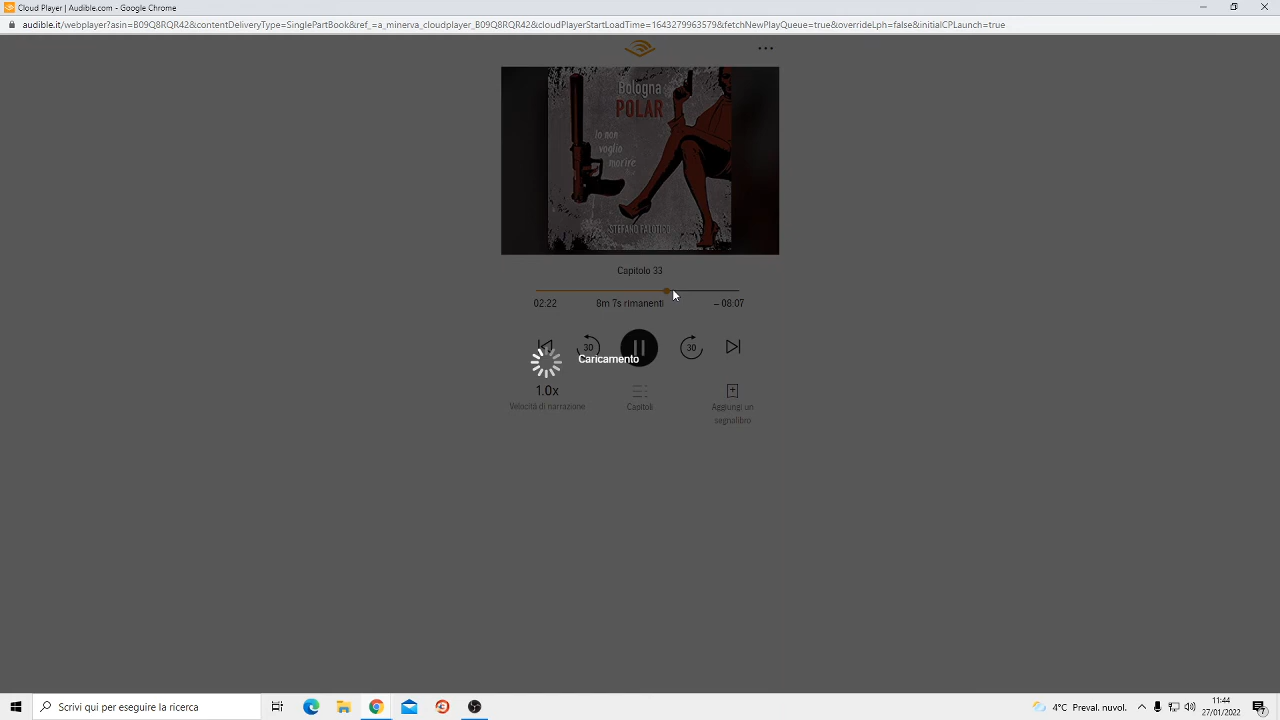 Cloud Player | Audible.com - Google Chrome
audible.it/webplayer?asin=B09Q8RQR42&contentDeliveryType=SinglePartBook&ref_=a_minerva_cloudplayer_B09Q8RQR42&cloudPlayerStartLoadTime=1643279963579&fetchNewPlayQueue=true&overrideLph=false&initialCPLaunch=true
Bologna
POLAR
Io non
voglio
morire
STEFANO FALOTICO
Capitolo 33
02:22 8m 7s rimanenti – 08:07
30 30
Caricamento
1.0x
Velocità di narrazione Capitoli Aggiungi un
segnalibro
Scrivi qui per eseguire la ricerca
4°C Preval. nuvol.
11:44
27/01/2022
7